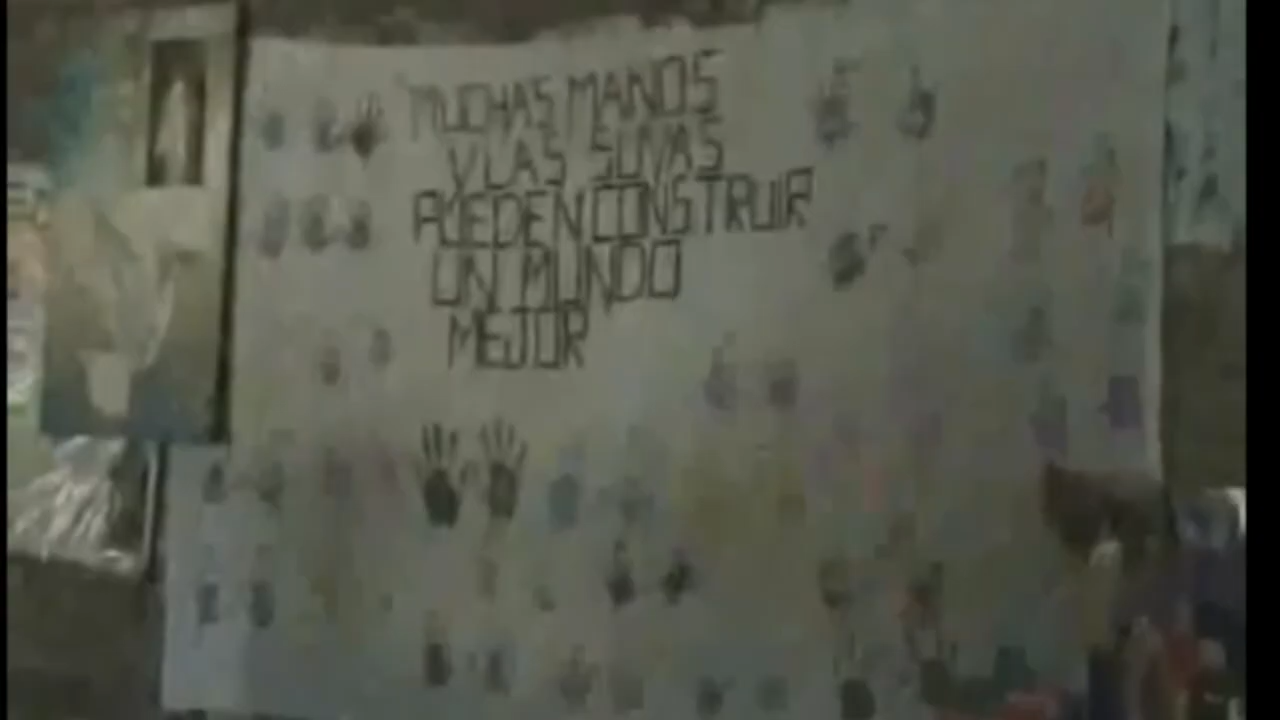 MUCHAS MANOS
Y LAS SUYAS
PUEDEN CONSTRUIR
UN MUNDO
MEJOR